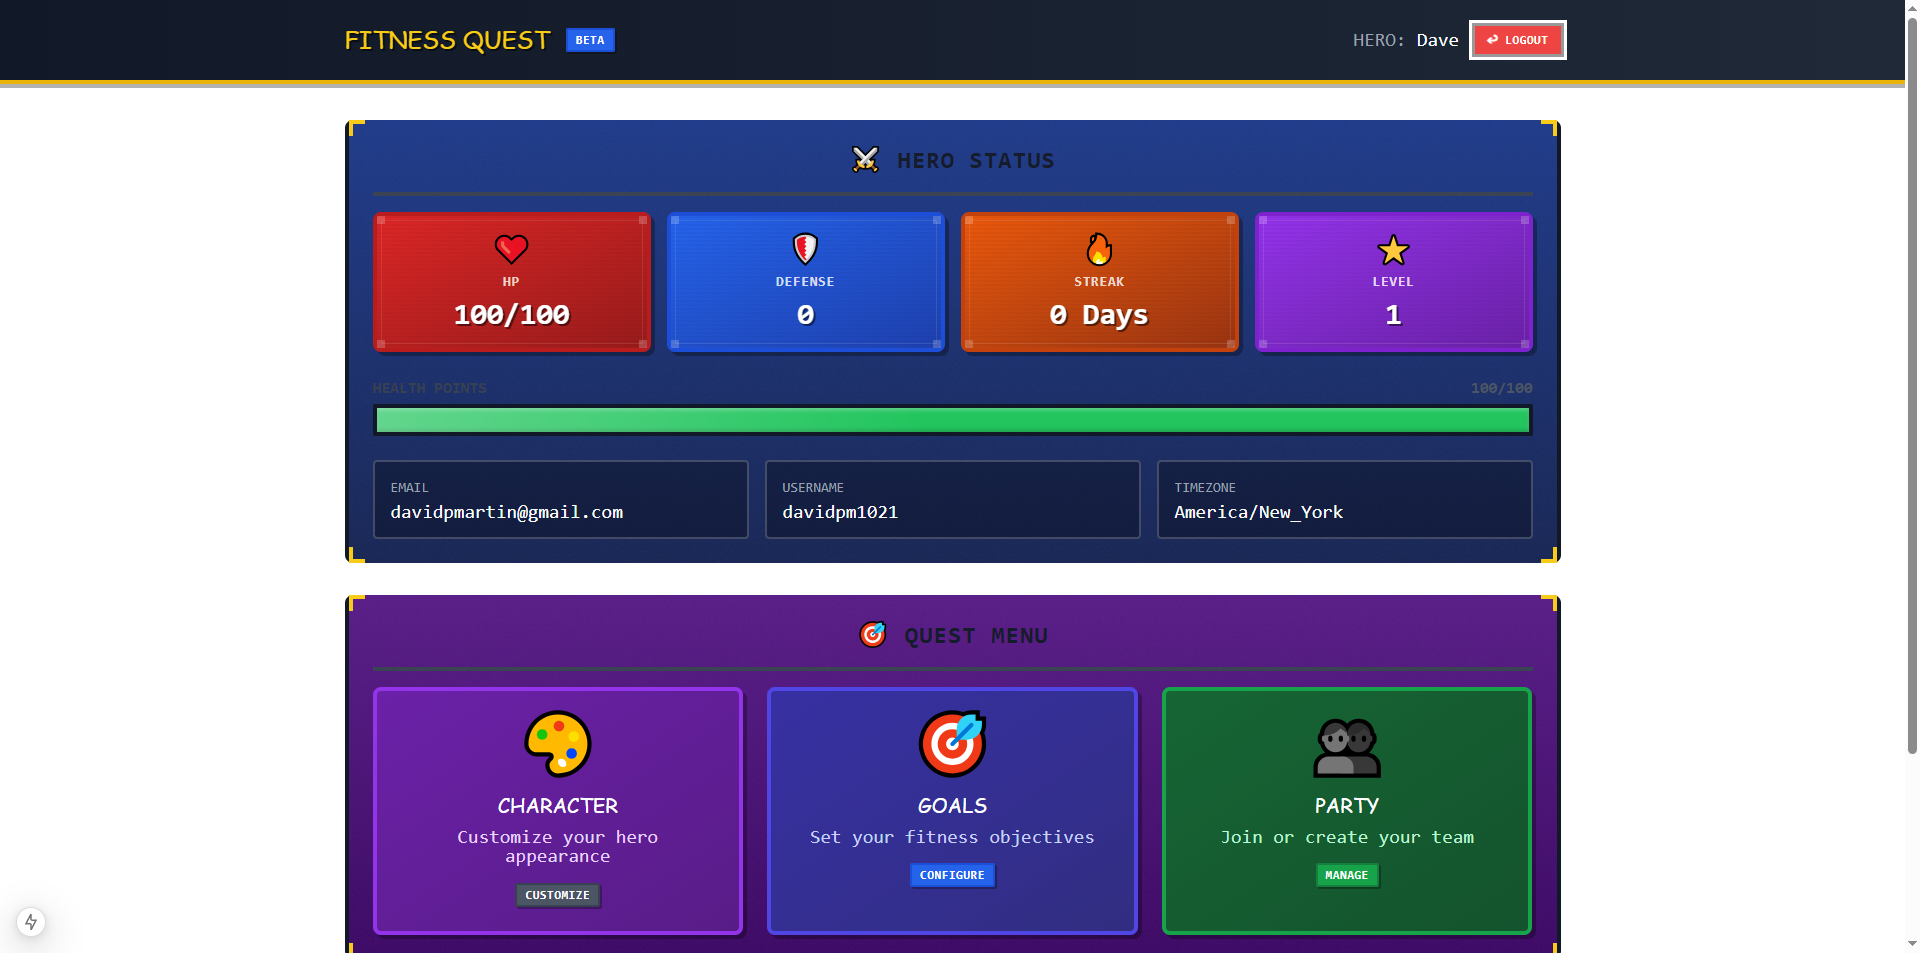 FITNESS QUEST BETA
HERO: Dave LOGOUT
HERO STATUS
HP
100/100
DEFENSE
0
STREAK
0 Days
LEVEL
1
HEALTH POINTS 100/100
EMAIL
davidpmartin@gmail.com
USERNAME
davidpm1021
TIMEZONE
America/New_York
QUEST MENU
CHARACTER
Customize your hero
appearance
CUSTOMIZE
GOALS
Set your fitness objectives
CONFIGURE
PARTY
Join or create your team
MANAGE